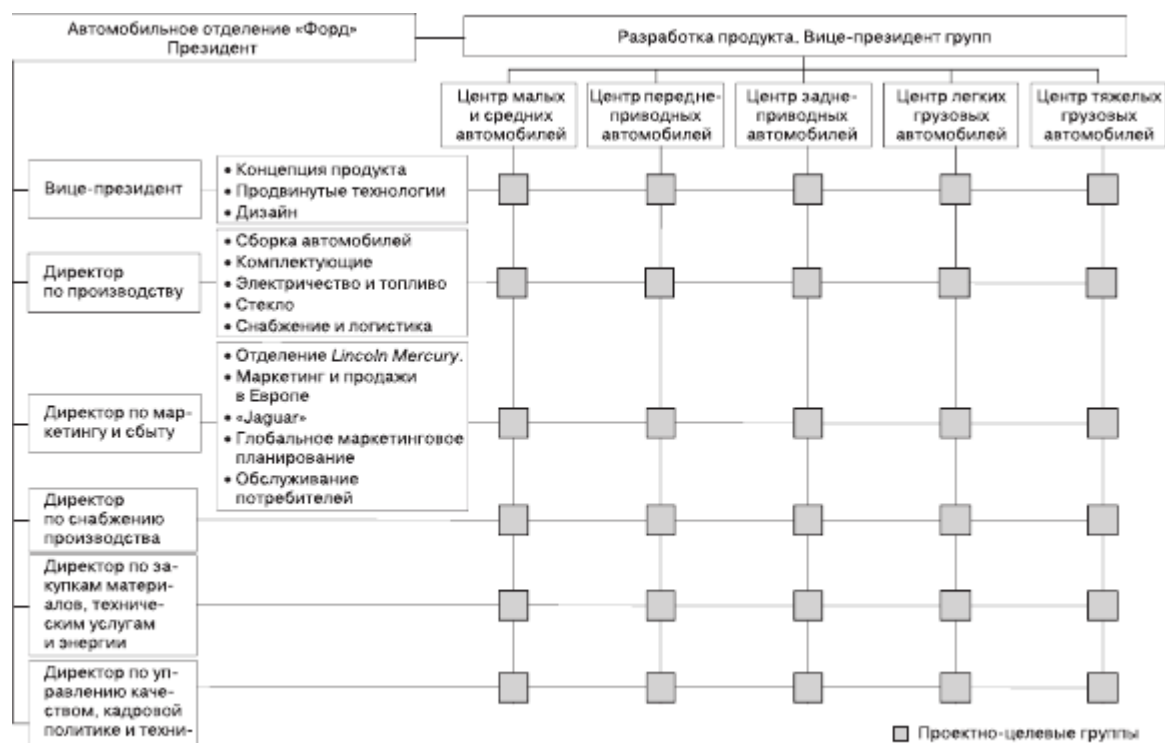 Автомобильное отделение «Форд»
Президент
Разработка продукта. Вице-президент групп
Центр малых
и средних
автомобилей
Центр передне-
приводных
автомобилей
Центр задне-
приводных
автомобилей
Центр легких
грузовых
автомобилей
Центр тяжелых
грузовых
автомобилей
Вице-президент
• Концепция продукта
• Продвинутые технологии
• Дизайн
Директор
по производству
• Сборка автомобилей
• Комплектующие
• Электричество и топливо
• Стекло
• Снабжение и логистика
Директор по мар-
кетингу и сбыту
• Отделение Lincoln Mercury.
• Маркетинг и продажи
в Европе
• «Jaguar»
• Глобальное маркетинговое
планирование
• Обслуживание
потребителей
Директор
по снабжению
производства
Директор по за-
купкам матери-
алов, техниче-
ским услугам
и энергии
Директор по уп-
равлению каче-
ством, кадровой
политике и техни-
Проектно-целевые группы